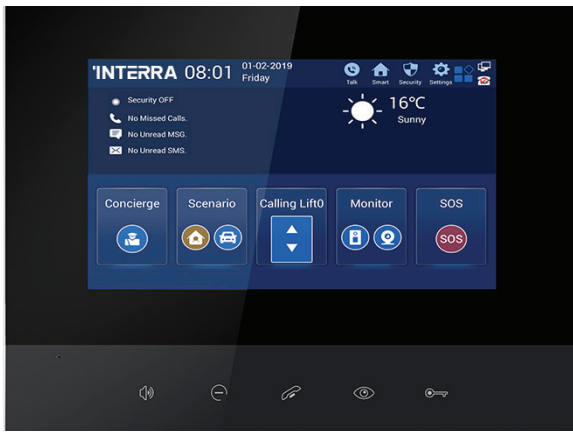 INTERRA 08:01 01-02-2019
Friday
Talk Smart Security Settings
Security OFF
No Missed Calls.
No Unread MSG.
No Unread SMS.
16°C
Sunny
Concierge Scenario Calling Lift0 Monitor SOS
SOS